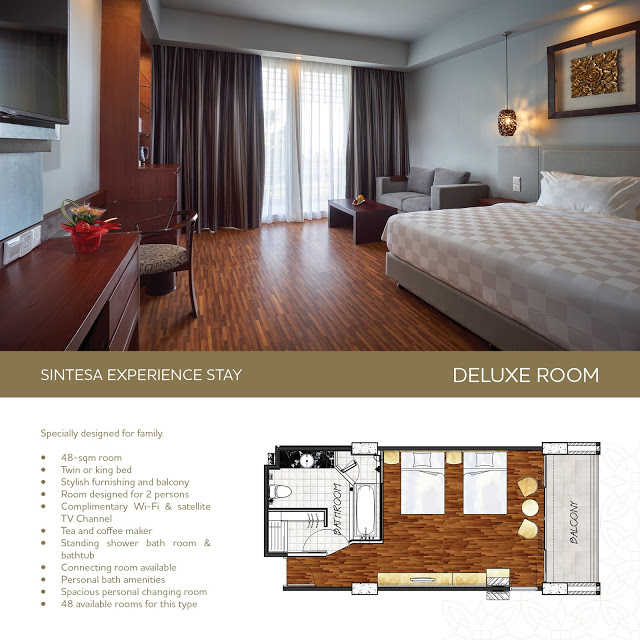 SINTESA EXPERIENCE STAY
DELUXE ROOM
Specially designed for family.
• 48-sqm room
• Twin or king bed
• Stylish furnishing and balcony
• Room designed for 2 persons
• Complimentary Wi-Fi & satellite
TV Channel
• Tea and coffee maker
• Standing shower bath room &
bathtub
• Connecting room available
• Personal bath amenities
• Spacious personal changing room
• 48 available rooms for this type
BATHROOM
BALCONY